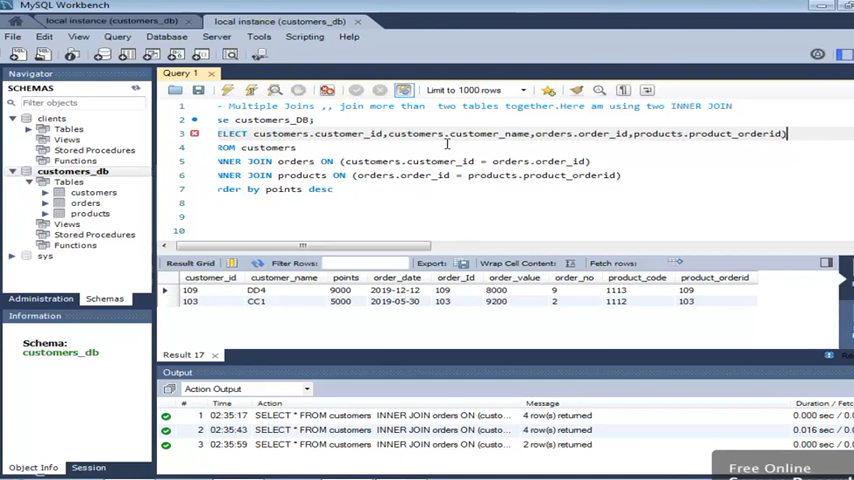 MySQL Workbench
local instance (customers_db) × local instance (customers_db) ×
File Edit View Query Database Server Tools Scripting Help
Navigator
SCHEMAS
Filter objects
clients
Tables
Views
Stored Procedures
Functions
customers_db
Tables
customers
orders
products
Views
Stored Procedures
Functions
sys
Administration Schemas
Information
Schema:
customers_db
Object Info Session
Query 1 ×
Limit to 1000 rows
1 - Multiple Joins ,, join more than two tables together.Here am using two INNER JOIN
2 se customers_DB;
3 ELECT customers.customer_id,customers.customer_name,orders.order_id,products.product_orderid)
4 ROM customers
5 NNER JOIN orders ON (customers.customer_id = orders.order_id)
6 NNER JOIN products ON (orders.order_id = products.product_orderid)
7 rder by points desc
8
9
10
Result Grid Filter Rows: Export: Wrap Cell Content: Fetch rows:
customer_id customer_name points order_date order_Id order_value order_no product_code product_orderid
109 DD4 9000 2019-12-12 109 8000 9 1113 109
103 CC1 5000 2019-05-30 103 9200 2 1112 103
Result 17 ×
Output
Action Output
# Time Action Message Duration / Fetc
1 02:35:17 SELECT * FROM customers INNER JOIN orders ON (custo... 4 row(s) returned 0.000 sec / 0.0
2 02:35:43 SELECT * FROM customers INNER JOIN orders ON (custo... 4 row(s) returned 0.016 sec / 0.0
3 02:35:59 SELECT * FROM customers INNER JOIN orders ON (custo... 2 row(s) returned 0.000 sec / 0.0
Free Online